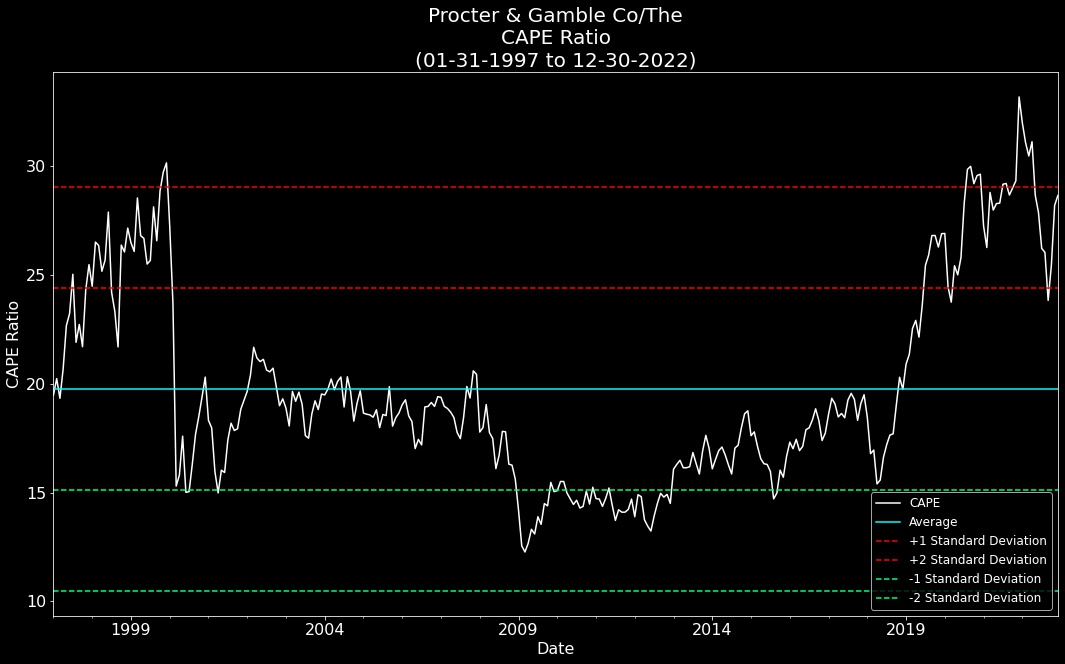 Procter & Gamble Co/The
CAPE Ratio
(01-31-1997 to 12-30-2022)
CAPE Ratio
30
25
20
15
10
1999
2004
2009
2014
2019
Date
CAPE
Average
+1 Standard Deviation
+2 Standard Deviation
-1 Standard Deviation
-2 Standard Deviation